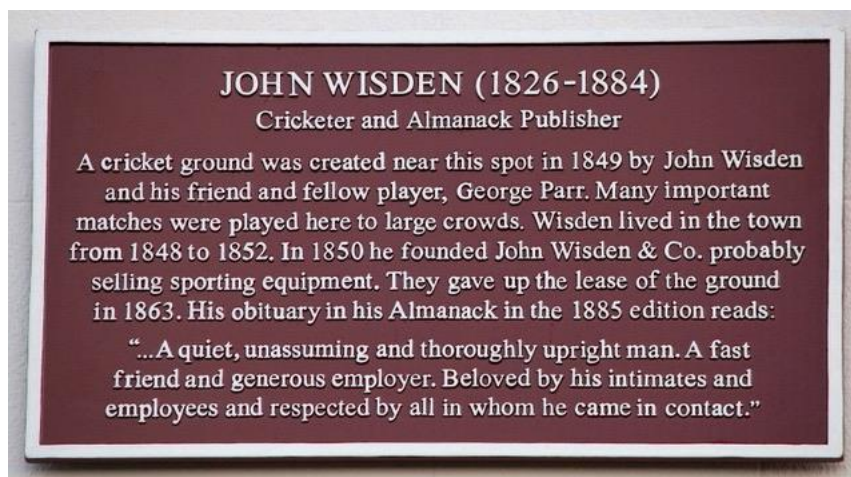 JOHN WISDEN (1826-1884)
Cricketer and Almanack Publisher
A cricket ground was created near this spot in 1849 by John Wisden
and his friend and fellow player, George Parr. Many important
matches were played here to large crowds. Wisden lived in the town
from 1848 to 1852. In 1850 he founded John Wisden & Co. probably
selling sporting equipment. They gave up the lease of the ground
in 1863. His obituary in his Almanack in the 1885 edition reads:
“...A quiet, unassuming and thoroughly upright man. A fast
friend and generous employer. Beloved by his intimates and
employees and respected by all in whom he came in contact.”